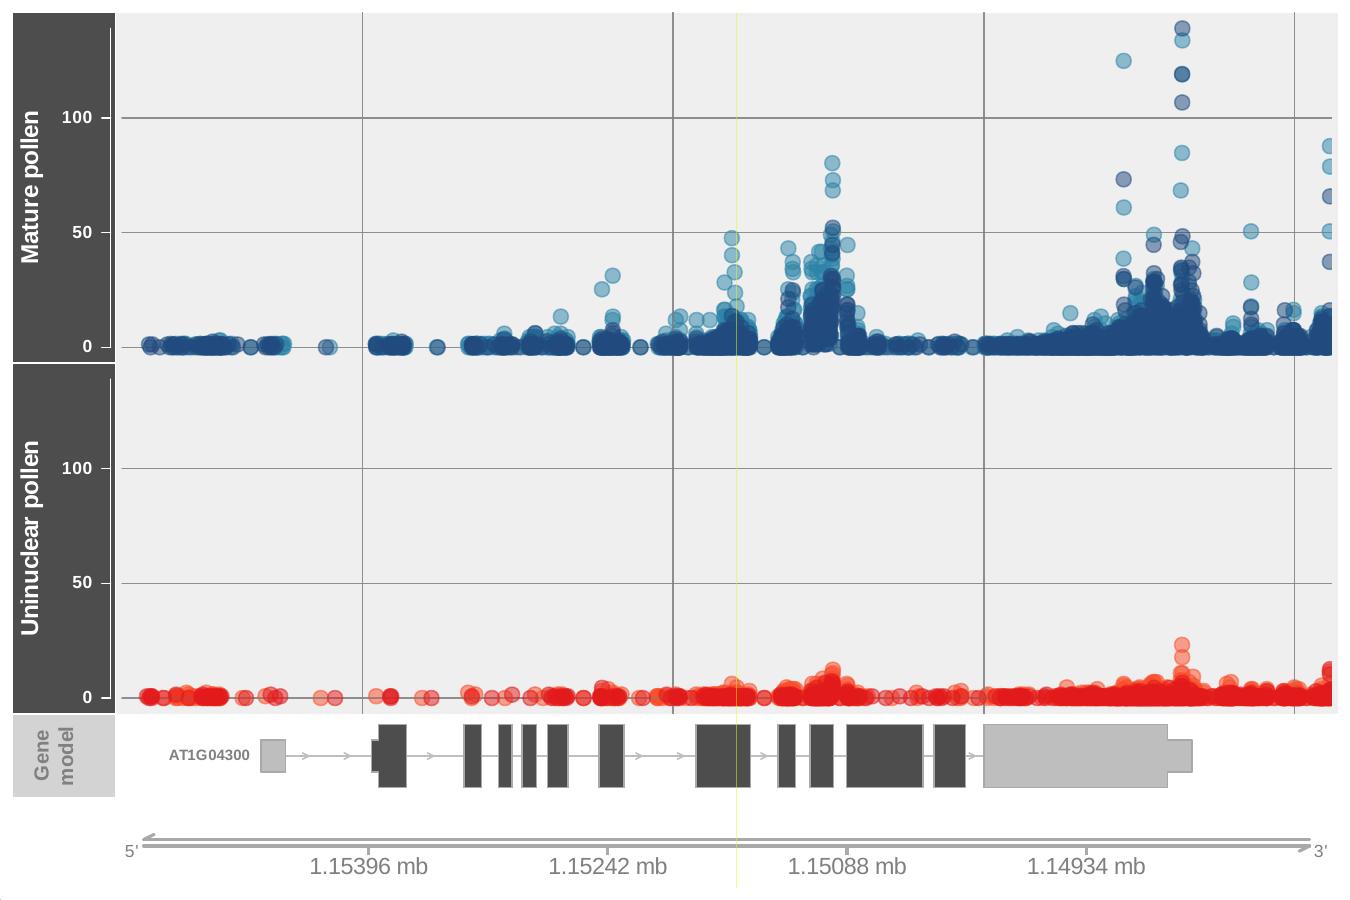 Mature pollen
100
50
0
Uninuclear pollen
100
50
0
Gene
model
AT1G04300
5'
3'
1.15396 mb
1.15242 mb
1.15088 mb
1.14934 mb